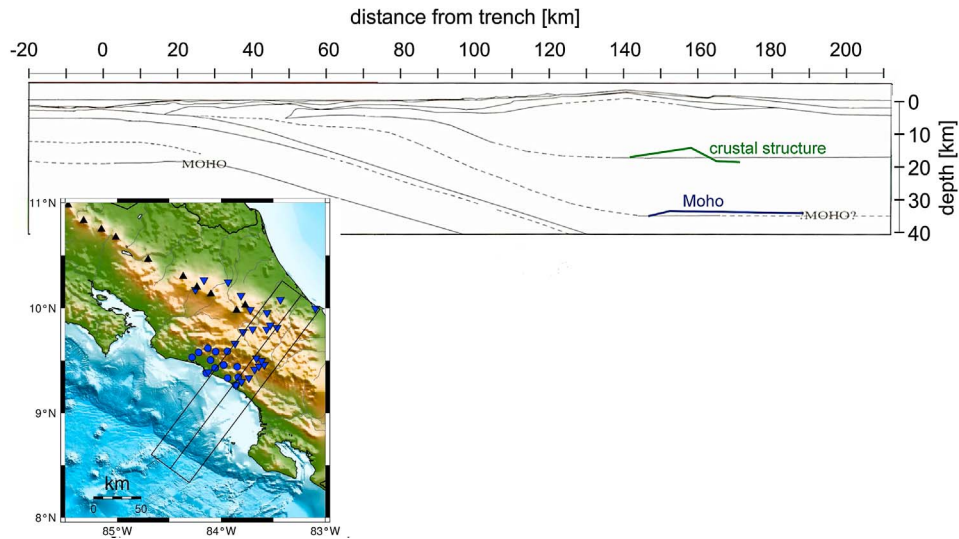 distance from trench [km]
-20 0 20 40 60 80 100 120 140 160 180 200
0
10
crustal structure
MOHO
20
30
Moho
MOHO?
40
depth [km]
11°N
10°N
9°N
km
0 50
8°N
85°W 84°W 83°W